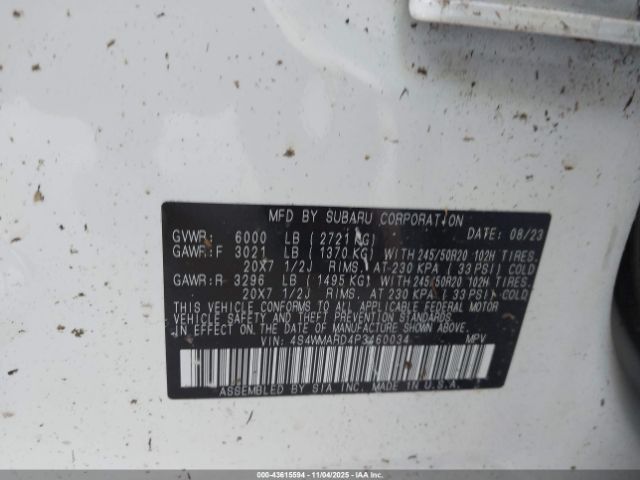 MFD BY SUBARU CORPORATION
GVWR: 6000 LB (2721 KG) DATE: 08/23
GAWR:F 3021 LB (1370 KG) WITH 245/50R20 102H TIRES,
20X7 1/2J RIMS, AT 230 KPA (33 PSI) COLD
GAWR:R 3296 LB (1495 KG) WITH 245/50R20 102H TIRES,
20X7 1/2J RIMS, AT 230 KPA (33 PSI) COLD
THIS VEHICLE CONFORMS TO ALL APPLICABLE FEDERAL MOTOR
VEHICLE SAFETY AND BUMPER STANDARDS IN EFFECT ON THE
DATE OF MANUFACTURE SHOWN ABOVE.
VIN: 4S4WMARD4P3460034 MPV
ASSEMBLED BY SIA, INC. MADE IN U.S.A.
000-43615594 - 11/04/2025 - IAAI.com